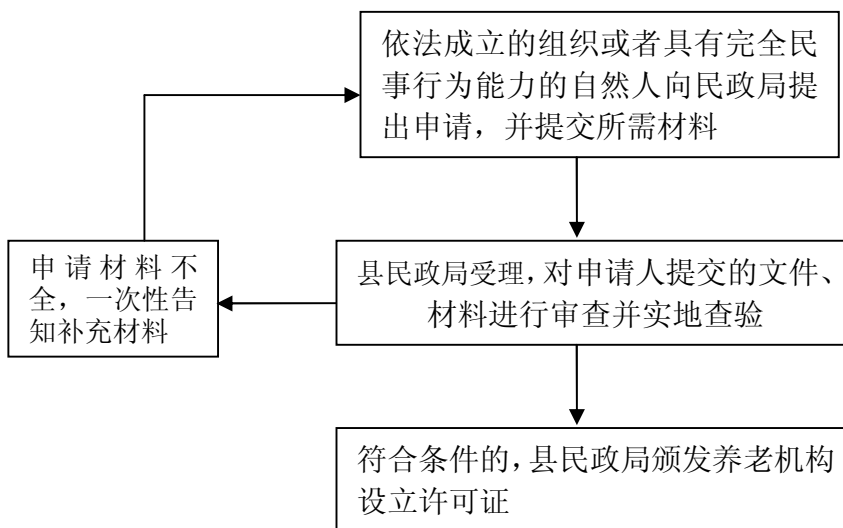 依法成立的组织或者具有完全民
事行为能力的自然人向民政局提
出申请，并提交所需材料
申请材料不
全，一次性告
知补充材料
县民政局受理，对申请人提交的文件、
材料进行审查并实地查验
符合条件的，县民政局颁发养老机构
设立许可证